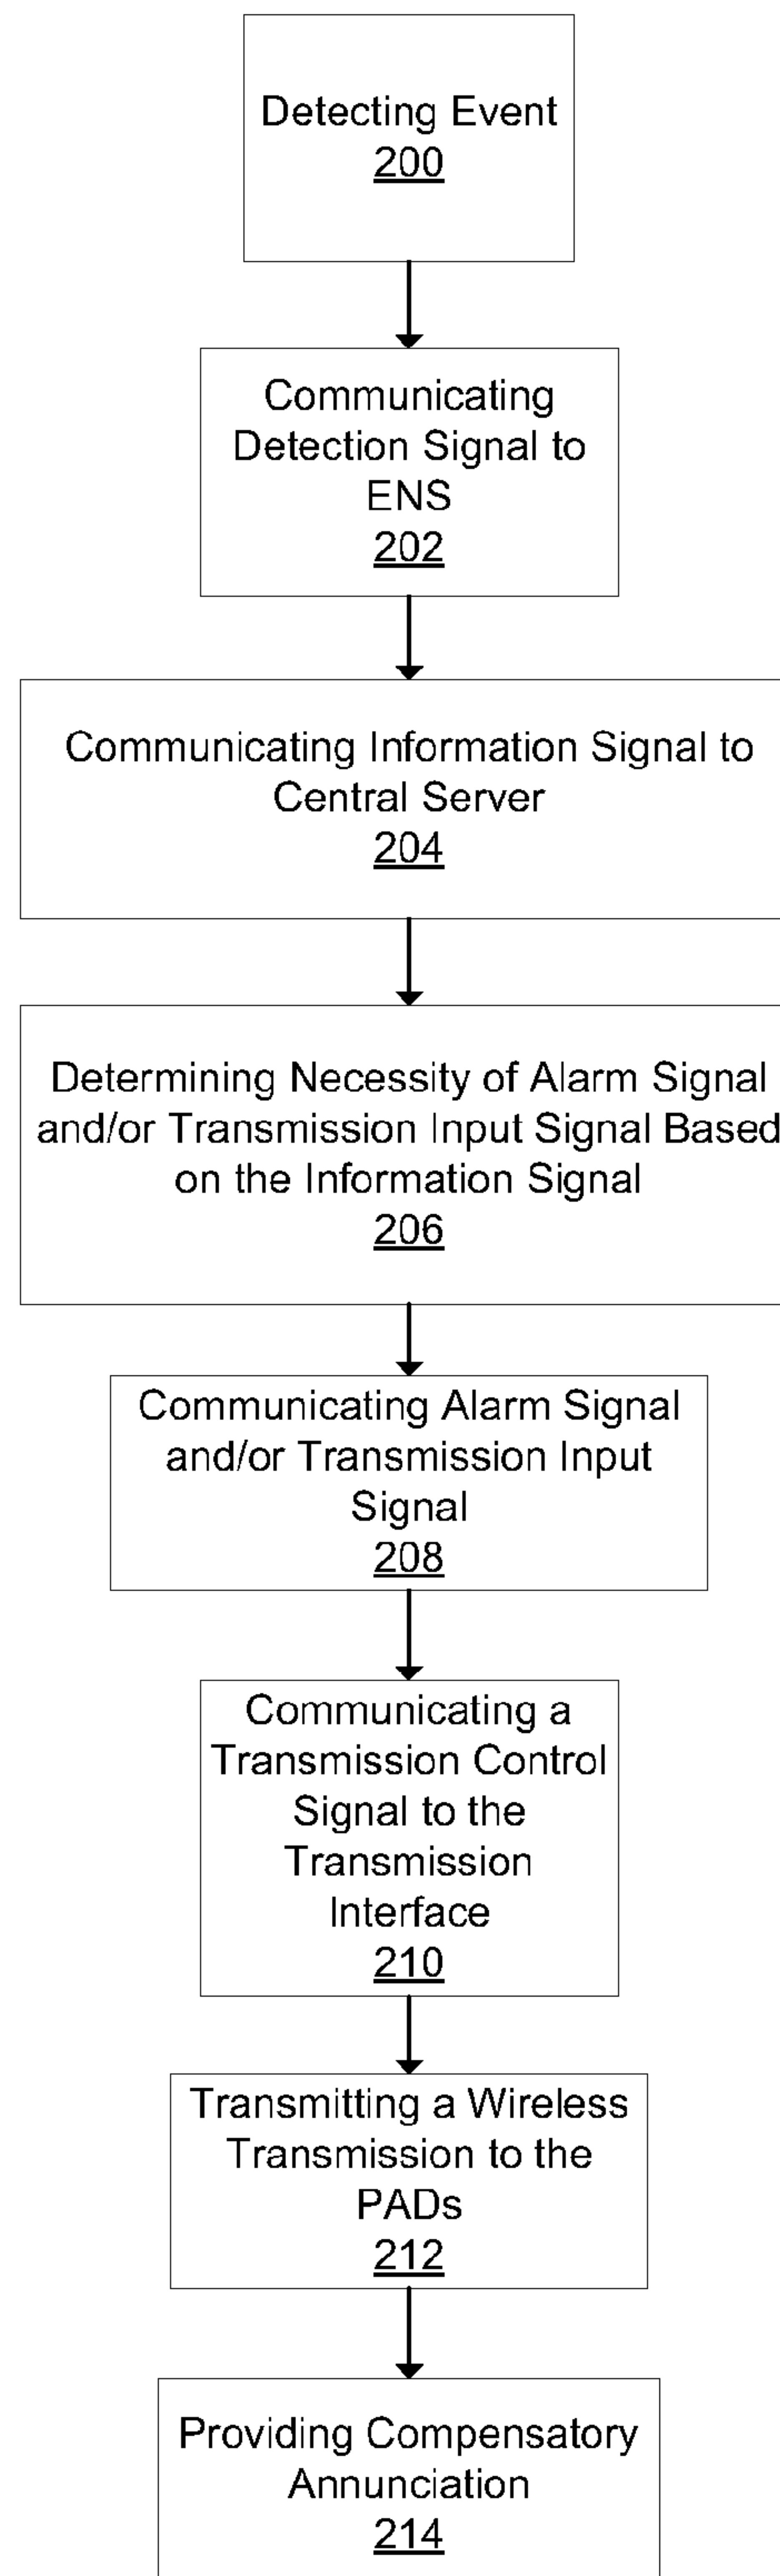 Detecting Event
200
Communicating
Detection Signal to
ENS
202
Communicating Information Signal to
Central Server
204
Determining Necessity of Alarm Signal
and/or Transmission Input Signal Based
on the Information Signal
206
Communicating Alarm Signal
and/or Transmission Input
Signal
208
Communicating a
Transmission Control
Signal to the
Transmission
Interface
210
Transmitting a Wireless
Transmission to the
PADs
212
Providing Compensatory
Annunciation
214